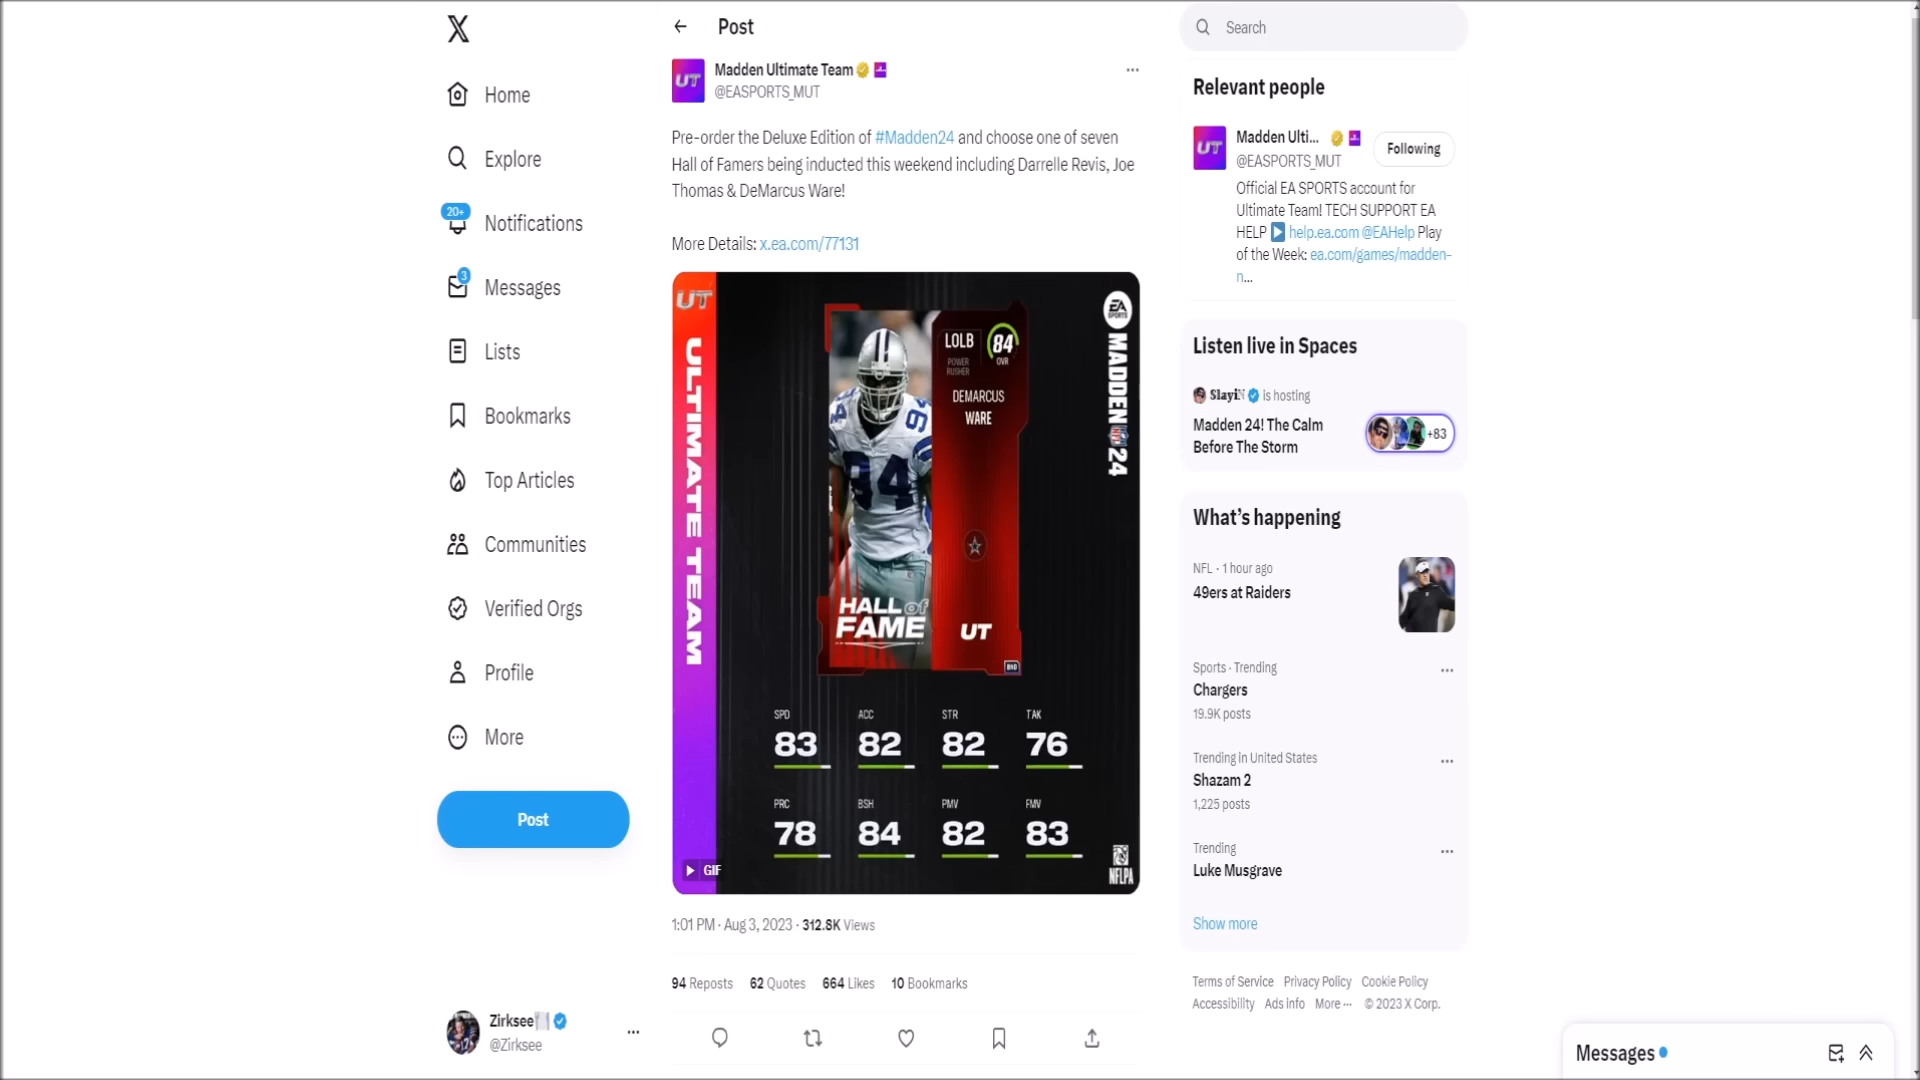 Home
Explore
20+
Notifications
3
Messages
Lists
Bookmarks
Top Articles
Communities
Verified Orgs
Profile
More
Post
Zirksee
@Zirksee
Post
UT
Madden Ultimate Team
@EASPORTS_MUT
Pre-order the Deluxe Edition of #Madden24 and choose one of seven
Hall of Famers being inducted this weekend including Darrelle Revis, Joe
Thomas & DeMarcus Ware!
More Details: x.ea.com/77131
UT
ULTIMATE TEAM
EA
SPORTS
MADDEN NFL 24
LOLB
84
OVR
POWER
RUSHER
DEMARCUS
WARE
94
HALL of
FAME
UT
BND
SPD
ACC
STR
TAK
83
82
82
76
PRC
BSH
PMV
FMV
78
84
82
83
GIF
NFLPA
1:01 PM · Aug 3, 2023 · 312.8K Views
94 Reposts 62 Quotes 664 Likes 10 Bookmarks
Search
Relevant people
UT
Madden Ulti...
@EASPORTS_MUT
Following
Official EA SPORTS account for
Ultimate Team! TECH SUPPORT EA
HELP help.ea.com @EAHelp Play
of the Week: ea.com/games/madden-
n...
Listen live in Spaces
SlayiN is hosting
Madden 24! The Calm
Before The Storm
+83
What's happening
NFL · 1 hour ago
49ers at Raiders
Sports · Trending
Chargers
19.9K posts
Trending in United States
Shazam 2
1,225 posts
Trending
Luke Musgrave
Show more
Terms of Service Privacy Policy Cookie Policy
Accessibility Ads info More ··· © 2023 X Corp.
Messages